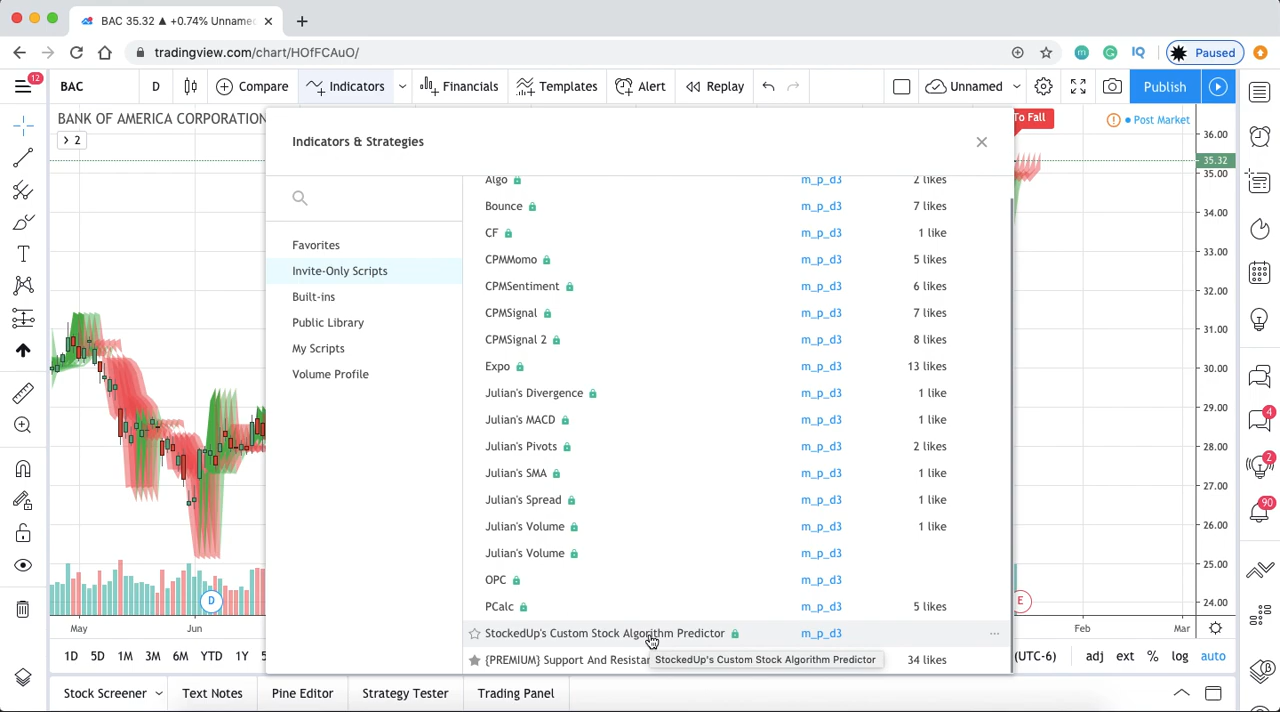 BAC 35.32 ▲ +0.74% Unname
tradingview.com/chart/HOfFCAuO/
IQ
Paused
12
BAC
D
Compare
Indicators
Financials
Templates
Alert
Replay
Unnamed
Publish
BANK OF AMERICA CORPORATION
> 2
To Fall
Post Market
Indicators & Strategies
Favorites
Invite-Only Scripts
Built-ins
Public Library
My Scripts
Volume Profile
Algo m_p_d3 2 likes
Bounce m_p_d3 7 likes
CF m_p_d3 1 like
CPMMomo m_p_d3 5 likes
CPMSentiment m_p_d3 6 likes
CPMSignal m_p_d3 7 likes
CPMSignal 2 m_p_d3 8 likes
Expo m_p_d3 13 likes
Julian's Divergence m_p_d3 1 like
Julian's MACD m_p_d3 1 like
Julian's Pivots m_p_d3 2 likes
Julian's SMA m_p_d3 1 like
Julian's Spread m_p_d3 1 like
Julian's Volume m_p_d3 1 like
Julian's Volume m_p_d3
OPC m_p_d3
PCalc m_p_d3 5 likes
StockedUp's Custom Stock Algorithm Predictor m_p_d3 ...
{PREMIUM} Support And Resistan 34 likes
StockedUp's Custom Stock Algorithm Predictor
36.00
35.32
35.00
34.00
33.00
32.00
31.00
30.00
29.00
28.00
27.00
26.00
25.00
24.00
4
2
90
D
E
May
Jun
Feb
Mar
1D 5D 1M 3M 6M YTD 1Y
(UTC-6) adj ext % log auto
Stock Screener
Text Notes
Pine Editor
Strategy Tester
Trading Panel